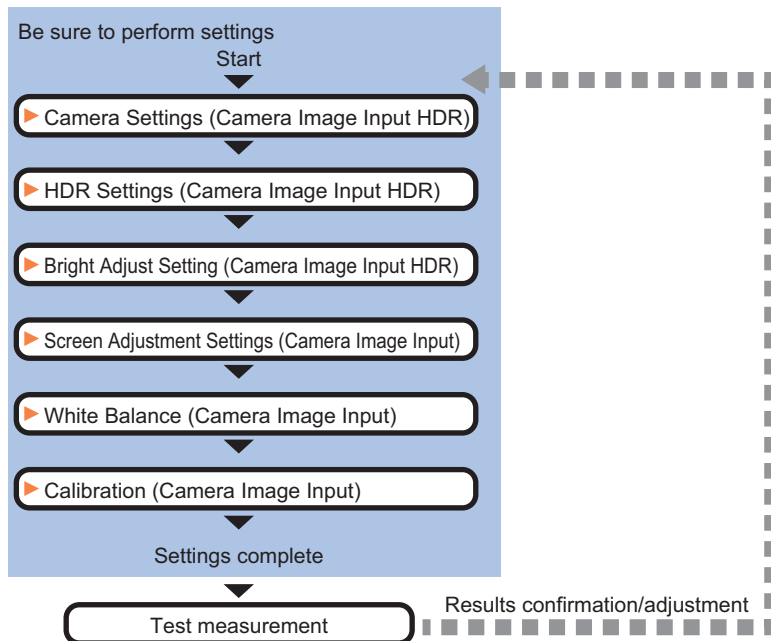 Be sure to perform settings
Start
Camera Settings (Camera Image Input HDR)
HDR Settings (Camera Image Input HDR)
Bright Adjust Setting (Camera Image Input HDR)
Screen Adjustment Settings (Camera Image Input)
White Balance (Camera Image Input)
Calibration (Camera Image Input)
Settings complete
Results confirmation/adjustment
Test measurement